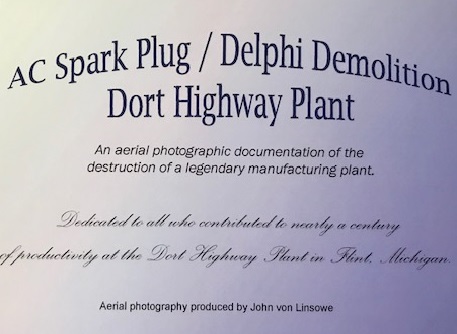 AC Spark Plug / Delphi Demolition
Dort Highway Plant
An aerial photographic documentation of the
destruction of a legendary manufacturing plant.
Dedicated to all who contributed to nearly a century
of productivity at the Dort Highway Plant in Flint, Michigan.
Aerial photography produced by John von Linsowe